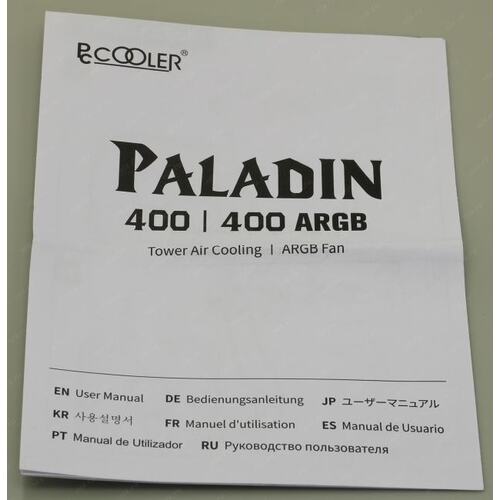 PCCOOLER®
PALADIN
400 | 400 ARGB
Tower Air Cooling | ARGB Fan
EN User Manual DE Bedienungsanleitung JP ユーザーマニュアル
KR 사용설명서 FR Manuel d'utilisation ES Manual de Usuario
PT Manual de Utilizador RU Руководство пользователя